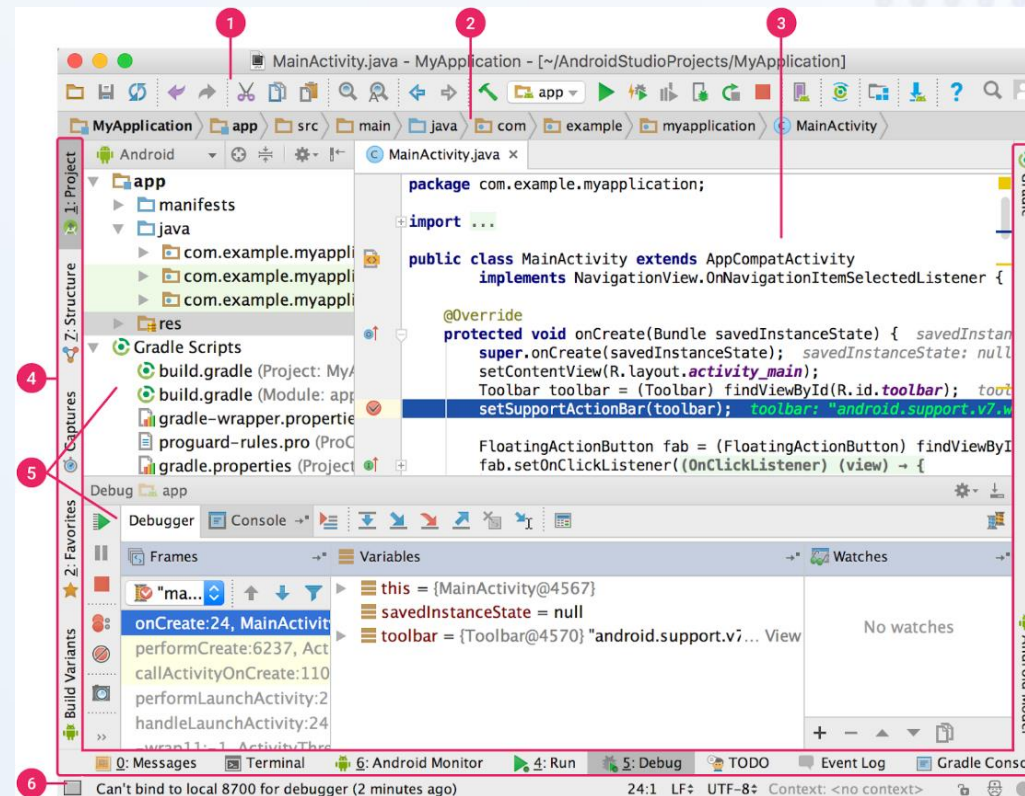 1
2
3
MainActivity.java - MyApplication - [~/AndroidStudioProjects/MyApplication]
app
MyApplication app src main java com example myapplication MainActivity
1: Project
Android
MainActivity.java ×
Gradle
app
manifests
java
com.example.myappli
com.example.myappli
com.example.myappli
res
Gradle Scripts
build.gradle (Project: MyA
build.gradle (Module: app
gradle-wrapper.propertie
proguard-rules.pro (ProC
gradle.properties (Project
package com.example.myapplication;
import ...
public class MainActivity extends AppCompatActivity
implements NavigationView.OnNavigationItemSelectedListener {
@Override
protected void onCreate(Bundle savedInstanceState) { savedInstan
super.onCreate(savedInstanceState); savedInstanceState: null
setContentView(R.layout.activity_main);
Toolbar toolbar = (Toolbar) findViewById(R.id.toolbar); tool
setSupportActionBar(toolbar); toolbar: "android.support.v7.w
FloatingActionButton fab = (FloatingActionButton) findViewByI
fab.setOnClickListener((OnClickListener) (view) → {
Z: Structure
4
Captures
5
2: Favorites
Build Variants
Debug app
Debugger Console
Frames Variables Watches
"ma...
onCreate:24, MainActivit
performCreate:6237, Act
callActivityOnCreate:110
performLaunchActivity:2
handleLaunchActivity:24
-wrap11:-1, ActivityThre
this = {MainActivity@4567}
savedInstanceState = null
toolbar = {Toolbar@4570} "android.support.v7... View
No watches
Android Model
0: Messages Terminal 6: Android Monitor 4: Run 5: Debug TODO Event Log Gradle Conso
6
Can't bind to local 8700 for debugger (2 minutes ago) 24:1 LF UTF-8 Context: <no context>